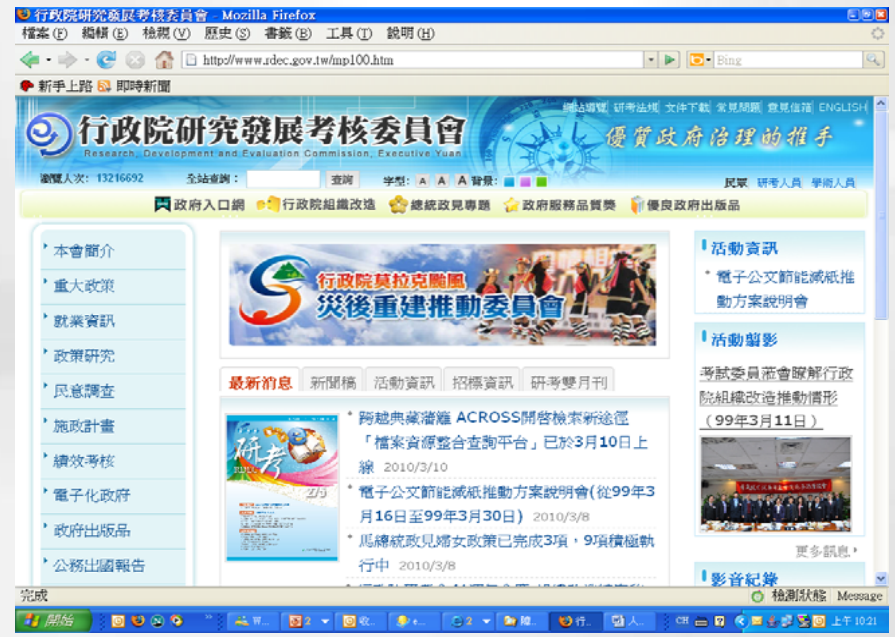 行政院研究發展考核委員會 - Mozilla Firefox
檔案(F) 編輯(E) 檢視(V) 歷史(S) 書籤(B) 工具(T) 說明(H)
http://www.rdec.gov.tw/mp100.htm
Bing
新手上路 即時新聞
網站導覽 研考法規 文件下載 常見問題 意見信箱 ENGLISH
行政院研究發展考核委員會
Research, Development and Evaluation Commission, Executive Yuan
優質政府治理的推手
瀏覽人次: 13216692 全站查詢: 查詢 字型: A A A 背景:
民眾 研考人員 學術人員
政府入口網 行政院組織改造 總統政見專題 政府服務品質獎 優良政府出版品
本會簡介
重大政策
就業資訊
政策研究
民意調查
施政計畫
績效考核
電子化政府
政府出版品
公務出國報告
行政院莫拉克颱風
災後重建推動委員會
最新消息 新聞稿 活動資訊 招標資訊 研考雙月刊
研考
跨越典藏藩籬 ACROSS開啓檢索新途徑
「檔案資源整合查詢平台」已於3月10日上
線 2010/3/10
電子公文節能減紙推動方案說明會(從99年3
月16日至99年3月30日) 2010/3/8
馬總統政見婦女政策已完成3項,9項積極執
行中 2010/3/8
活動資訊
電子公文節能減紙推
動方案說明會
活動翦影
考試委員蒞會瞭解行政
院組織改造推動情形
(99年3月11日)
更多訊息
影音紀錄
完成
檢測狀態 Message
開始
W...
2
收...
e...
2
障...
行...
人...
CH
上午 10:21